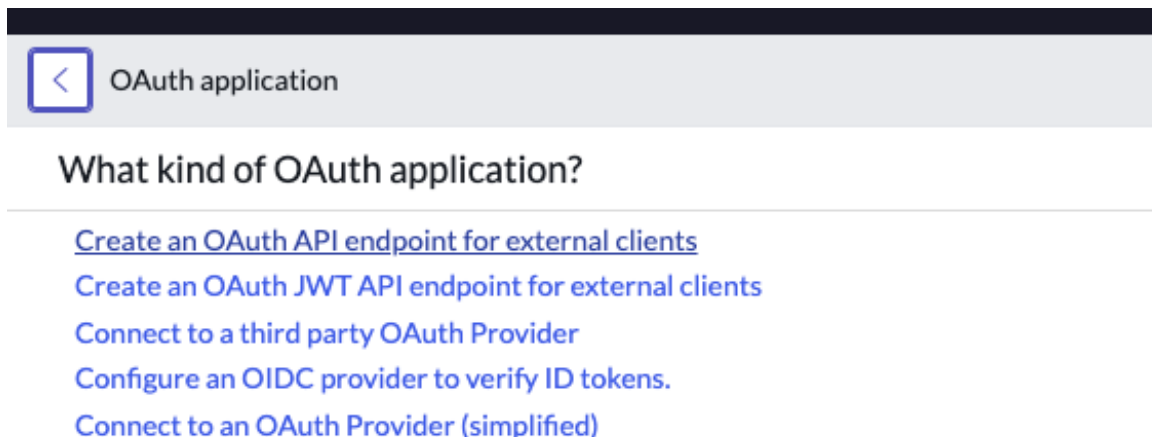 OAuth application
What kind of OAuth application?
Create an OAuth API endpoint for external clients
Create an OAuth JWT API endpoint for external clients
Connect to a third party OAuth Provider
Configure an OIDC provider to verify ID tokens.
Connect to an OAuth Provider (simplified)